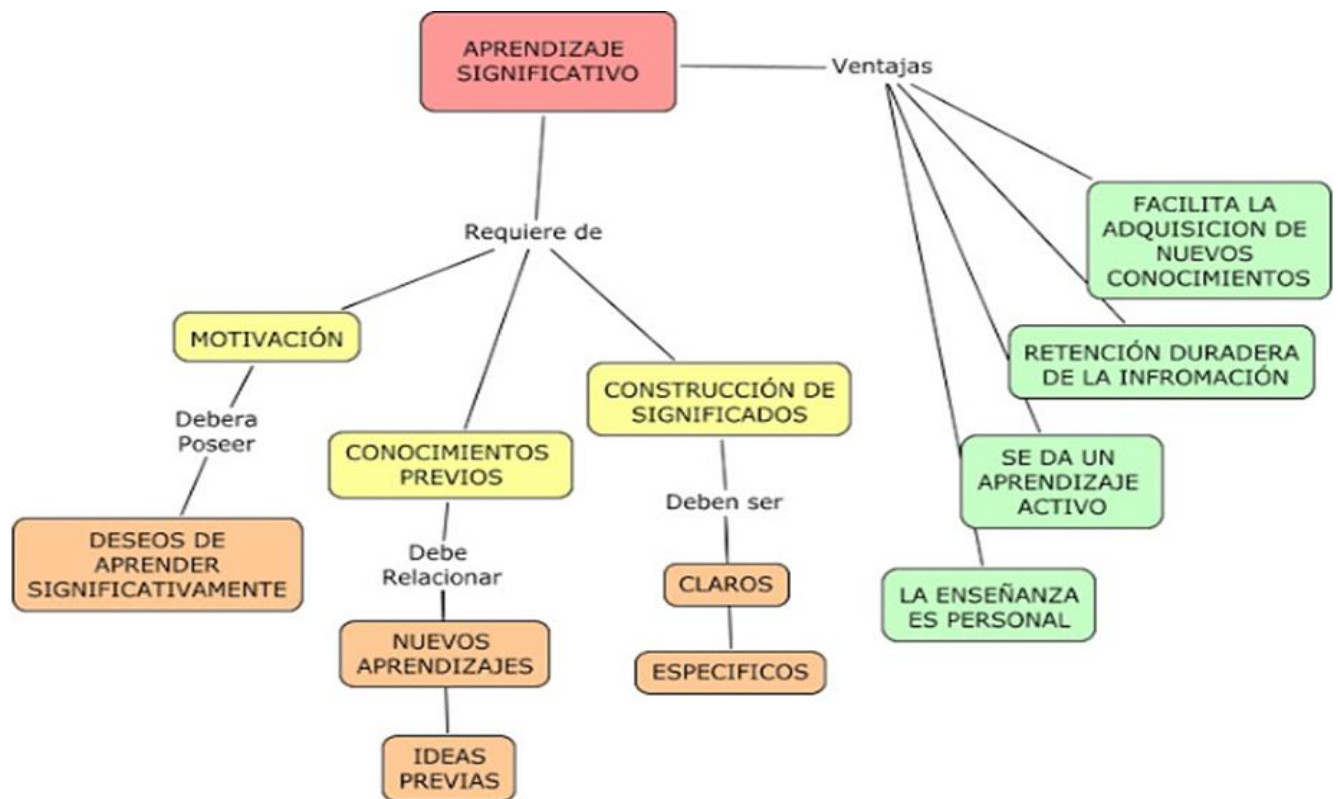 APRENDIZAJE
SIGNIFICATIVO
Ventajas
Requiere de
MOTIVACIÓN
Debera
Poseer
DESEOS DE
APRENDER
SIGNIFICATIVAMENTE
CONOCIMIENTOS
PREVIOS
Debe
Relacionar
NUEVOS
APRENDIZAJES
IDEAS
PREVIAS
CONSTRUCCIÓN DE
SIGNIFICADOS
Deben ser
CLAROS
ESPECIFICOS
FACILITA LA
ADQUISICION DE
NUEVOS
CONOCIMIENTOS
RETENCIÓN DURADERA
DE LA INFROMACIÓN
SE DA UN
APRENDIZAJE
ACTIVO
LA ENSEÑANZA
ES PERSONAL